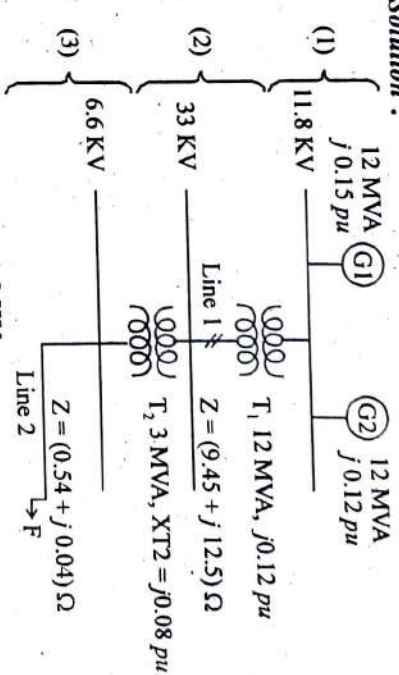 Solution :
12 MVA
j 0.15 pu
G1
G2
12 MVA
j 0.12 pu
(1)
11.8 KV
T1 12 MVA, j0.12 pu
Line 1
Z = (9.45 + j 12.5) Ω
(2)
33 KV
T2 3 MVA, XT2 = j0.08 pu
(3)
6.6 KV
Z = (0.54 + j 0.04) Ω
Line 2
F